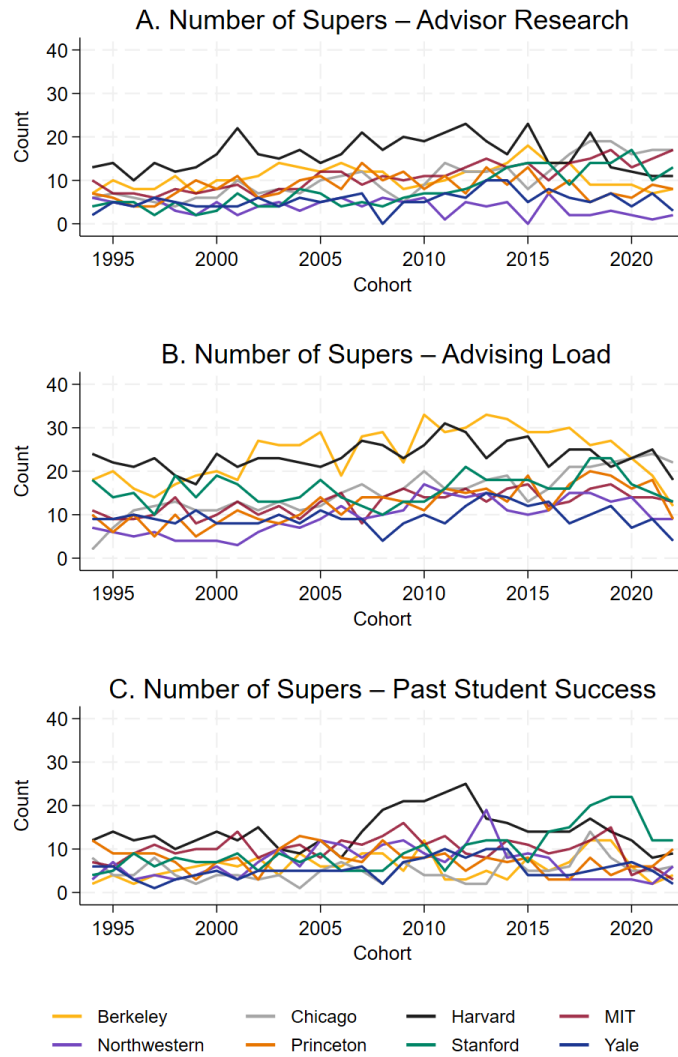 A. Number of Supers – Advisor Research
40
30
20
10
0
Count
1995 2000 2005 2010 2015 2020
Cohort
B. Number of Supers – Advising Load
40
30
20
10
0
Count
1995 2000 2005 2010 2015 2020
Cohort
C. Number of Supers – Past Student Success
40
30
20
10
0
Count
1995 2000 2005 2010 2015 2020
Cohort
Berkeley Chicago Harvard MIT
Northwestern Princeton Stanford Yale